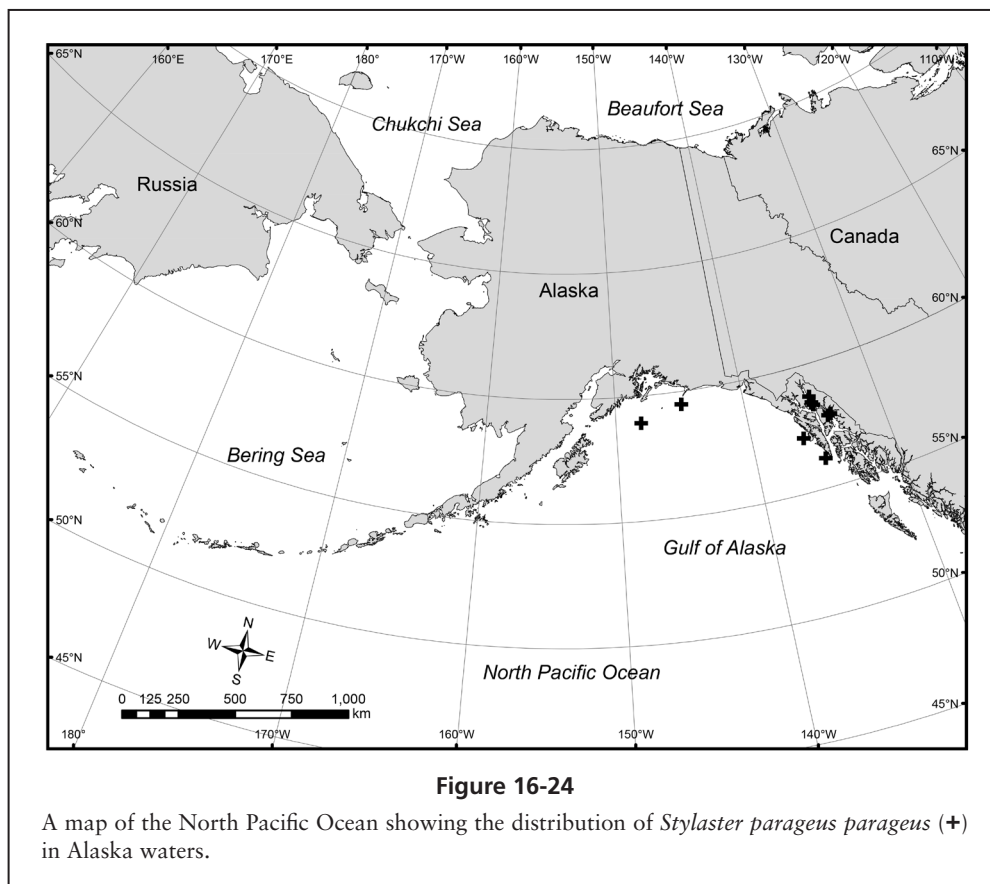 65°N 160°E 170°E 180° 170°W 160°W 150°W 140°W 130°W 120°W 110°W
Chukchi Sea
Beaufort Sea
Russia
65°N
60°N
Canada
Alaska
60°N
55°N
Bering Sea
55°N
50°N
Gulf of Alaska
50°N
N
W E
S
45°N
North Pacific Ocean
45°N
0 125 250 500 750 1,000
km
180° 170°W 160°W 150°W 140°W
Figure 16-24
A map of the North Pacific Ocean showing the distribution of Stylaster parageus parageus (+)
in Alaska waters.